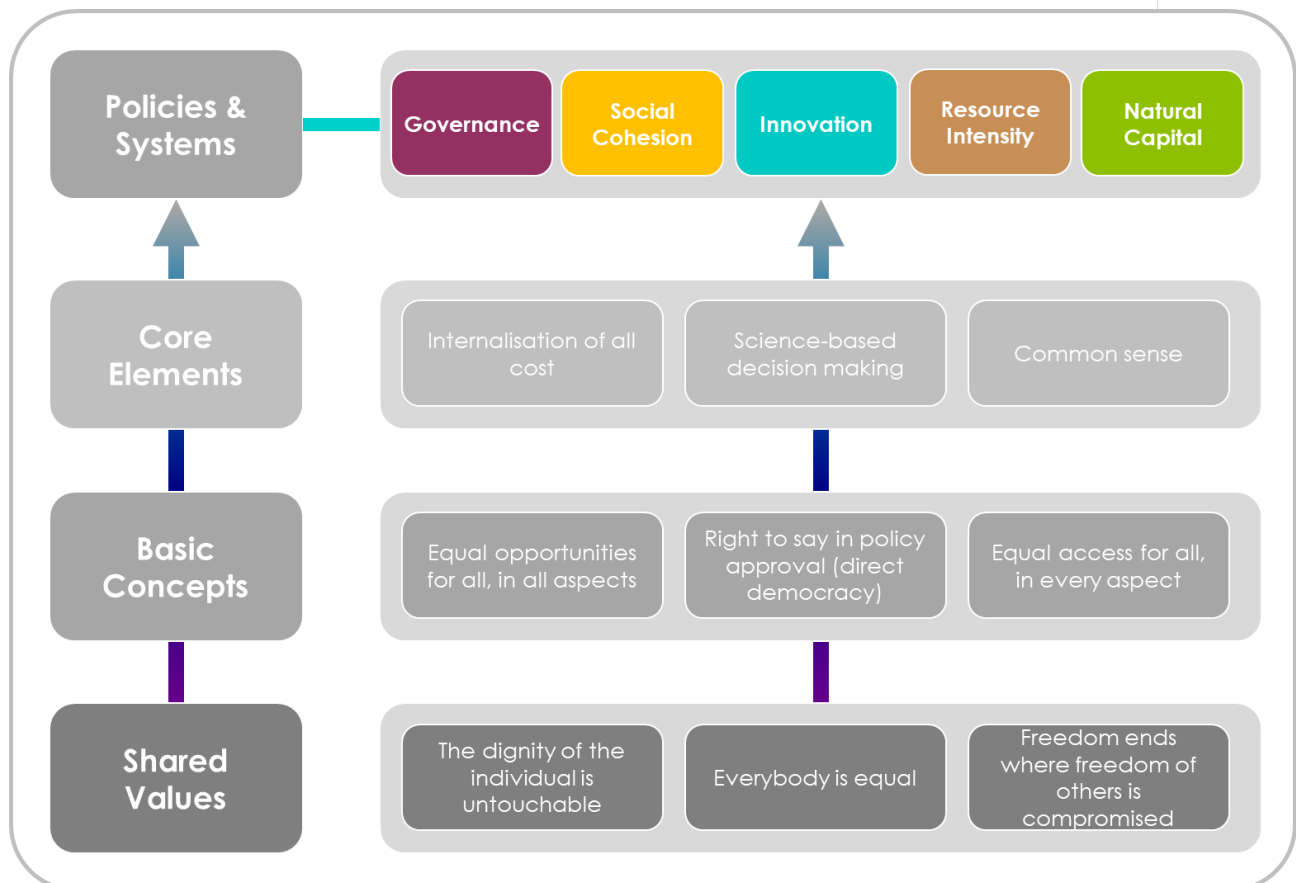 Policies &
Systems
Governance
Social
Cohesion
Innovation
Resource
Intensity
Natural
Capital
Core
Elements
Internalisation of all
cost
Science-based
decision making
Common sense
Basic
Concepts
Equal opportunities
for all, in all aspects
Right to say in policy
approval (direct
democracy)
Equal access for all,
in every aspect
Shared
Values
The dignity of the
individual is
untouchable
Everybody is equal
Freedom ends
where freedom of
others is
compromised